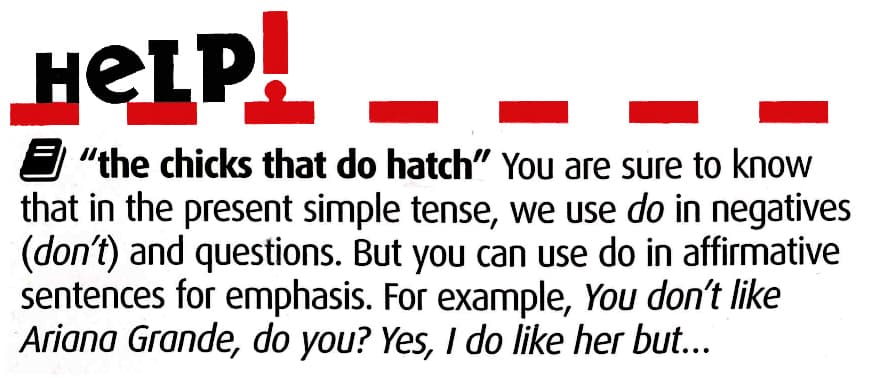 HeLP!
“the chicks that do hatch” You are sure to know
that in the present simple tense, we use do in negatives
(don’t) and questions. But you can use do in affirmative
sentences for emphasis. For example, You don’t like
Ariana Grande, do you? Yes, I do like her but...